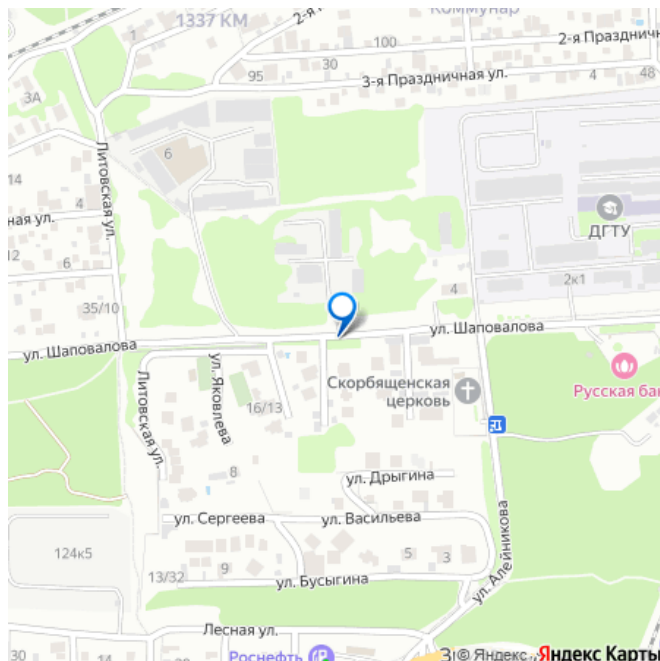 1337 КМ
Коммунар
1
2-я
100
2-я Праздничн
30
95
3-я Праздничная ул.
4
48
3А
6
14
Литовская ул.
4
ная ул.
ДГТУ
12
6
2к1
4
35/10
ул. Шаповалова
ул. Шаповалова
Литовская ул.
ул. Яковлева
Скорбященская
церковь
Русская бан
16/13
8
ул. Дрыгина
ул. Сергеева
ул. Васильева
ул. Алейникова
124к5
5
3
9
13/32
ул. Бусыгина
Лесная ул.
30
14
Роснефть
© Яндекс
Яндекс Карты